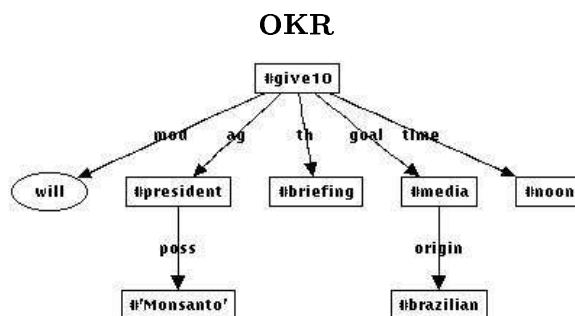 OKR
#give10
mod ag th goal time
will #president #briefing #media #noon
poss origin
#'Monsanto' #brazilian